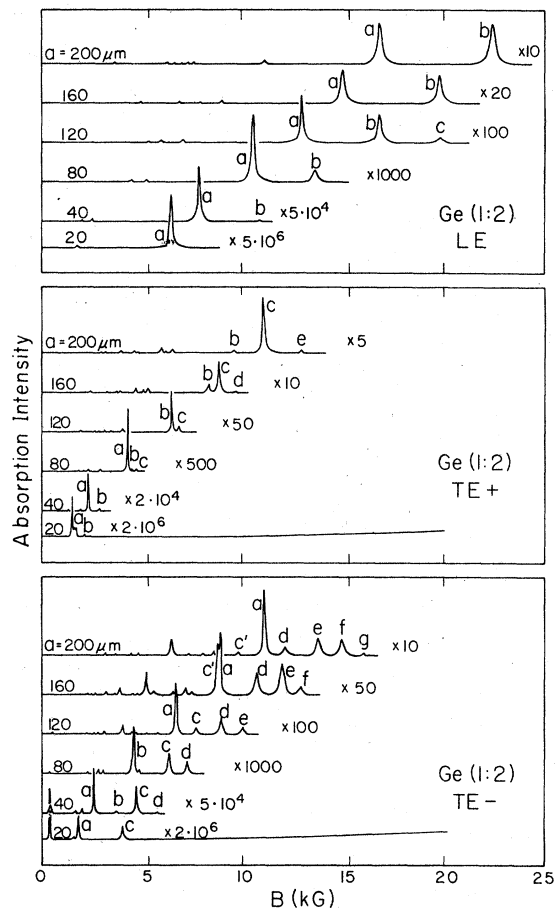 a = 200 μm a b ×10
160 a b ×20
120 a b c ×100
80 a b ×1000
40 a b ×5·10⁴
20 a ×5·10⁶
Ge (1:2)
LE
a = 200 μm b c e ×5
160 b c d ×10
120 b c ×50
80 a b c ×500
40 a b ×2·10⁴
20 a b ×2·10⁶
Ge (1:2)
TE +
a = 200 μm c' a d e f g ×10
160 c' a d e f ×50
120 a c d e ×100
80 b c d ×1000
40 a b c d ×5·10⁴
20 a c ×2·10⁶
Ge (1:2)
TE −
Absorption Intensity
0 5 10 15 20 25
B (kG)